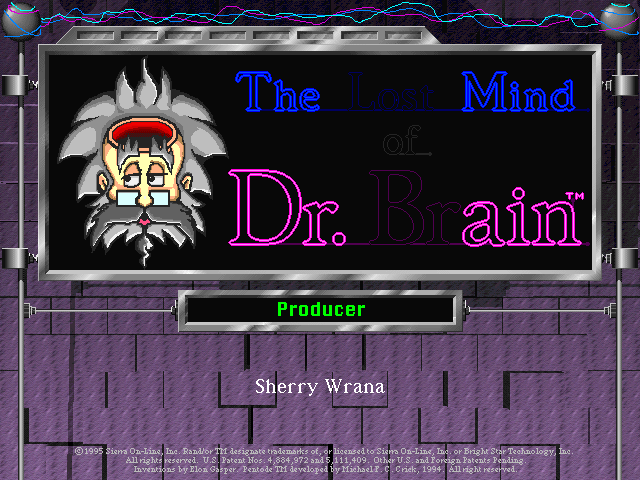 The Lost Mind
of
Dr. Brain™
Producer
Sherry Wrana
©1995 Sierra On-Line, Inc. ®and/or TM designate trademarks of, or licensed to Sierra On-Line, Inc. or Bright Star Technology, Inc.
All rights reserved. U.S. Patent Nos. 4,884,972 and 5,111,409. Other U.S. and Foreign Patents Pending.
Inventions by Elon Gasper. Pentode TM developed by Michael F. C. Crick, 1994. All right reserved.